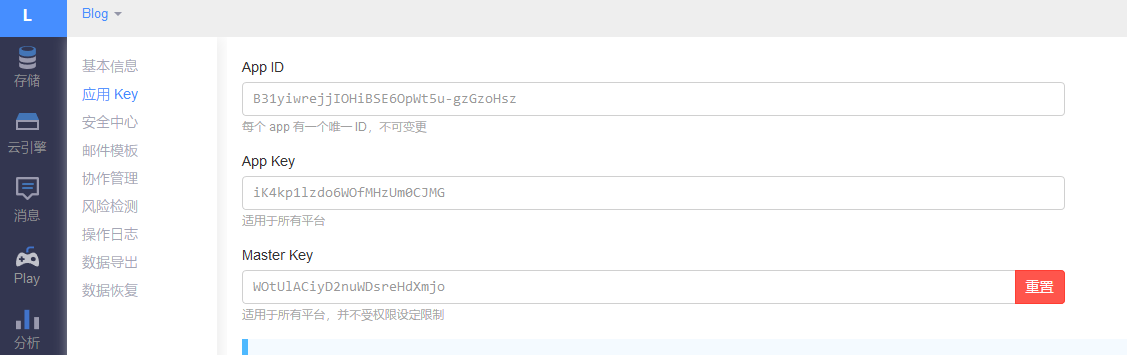 L
Blog
存储
云引擎
消息
Play
分析
基本信息
应用 Key
安全中心
邮件模板
协作管理
风险检测
操作日志
数据导出
数据恢复
App ID
B31yiwrejjIOHiBSE6OpWt5u-gzGzoHsz
每个 app 有一个唯一 ID，不可变更
App Key
iK4kp1lzdo6WOfMHzUm0CJMG
适用于所有平台
Master Key
WOtUlACiyD2nuWDsreHdXmjo
重置
适用于所有平台，并不受权限设定限制